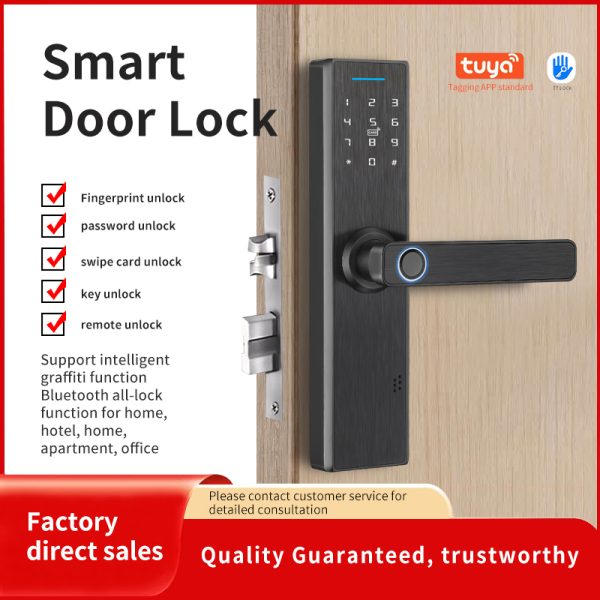 Smart
Door Lock
tuya
Tagging APP standard
TTLOCK
Fingerprint unlock
password unlock
swipe card unlock
key unlock
remote unlock
1 2 3
4 5 6
CARD
7 8 9
* 0 #
Support intelligent
graffiti function
Bluetooth all-lock
function for home,
hotel, home,
apartment, office
Please contact customer service for
detailed consultation
Factory
direct sales
Quality Guaranteed, trustworthy